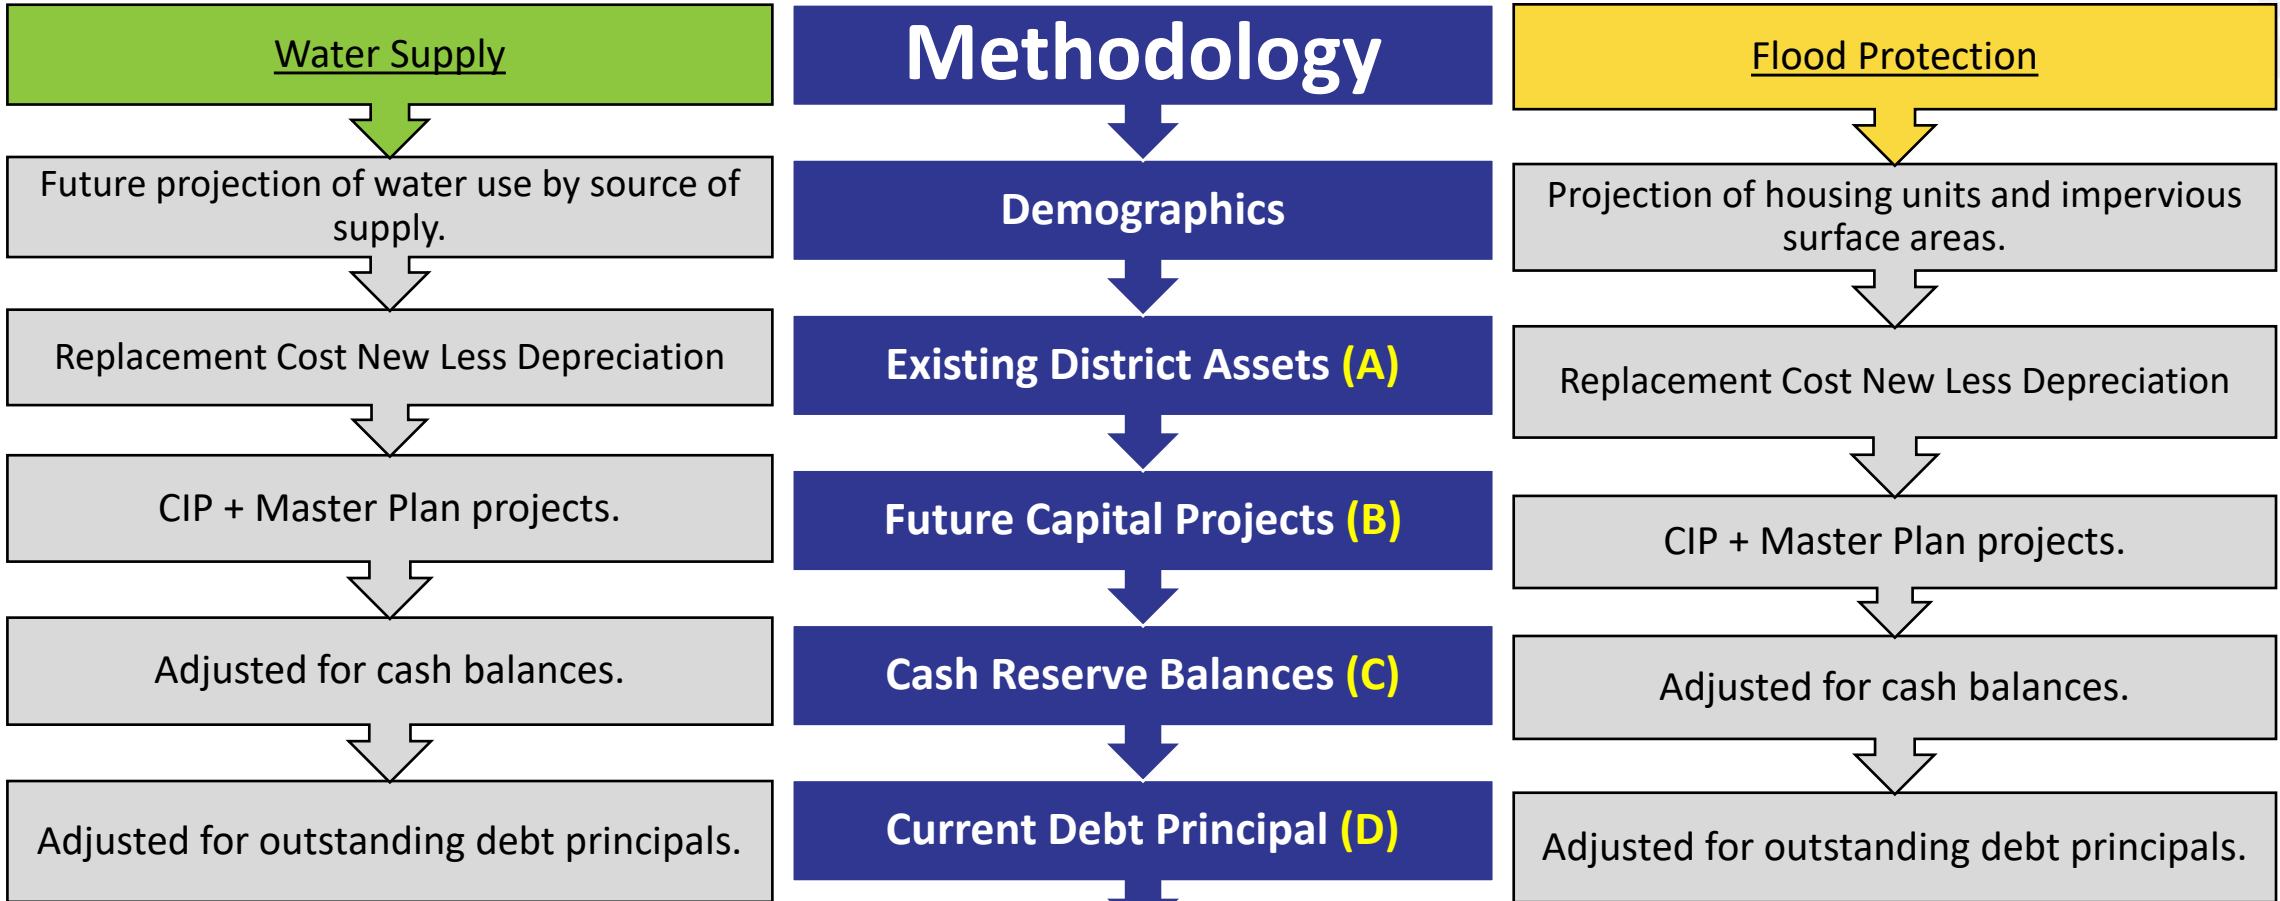 Water Supply
Methodology
Flood Protection
Future projection of water use by source of
supply.
Demographics
Projection of housing units and impervious
surface areas.
Replacement Cost New Less Depreciation
Existing District Assets (A)
Replacement Cost New Less Depreciation
CIP + Master Plan projects.
Future Capital Projects (B)
CIP + Master Plan projects.
Adjusted for cash balances.
Cash Reserve Balances (C)
Adjusted for cash balances.
Adjusted for outstanding debt principals.
Current Debt Principal (D)
Adjusted for outstanding debt principals.